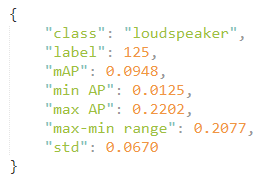 {
"class": "loudspeaker",
"label": 125,
"mAP": 0.0948,
"min AP": 0.0125,
"max AP": 0.2202,
"max-min range": 0.2077,
"std": 0.0670
}